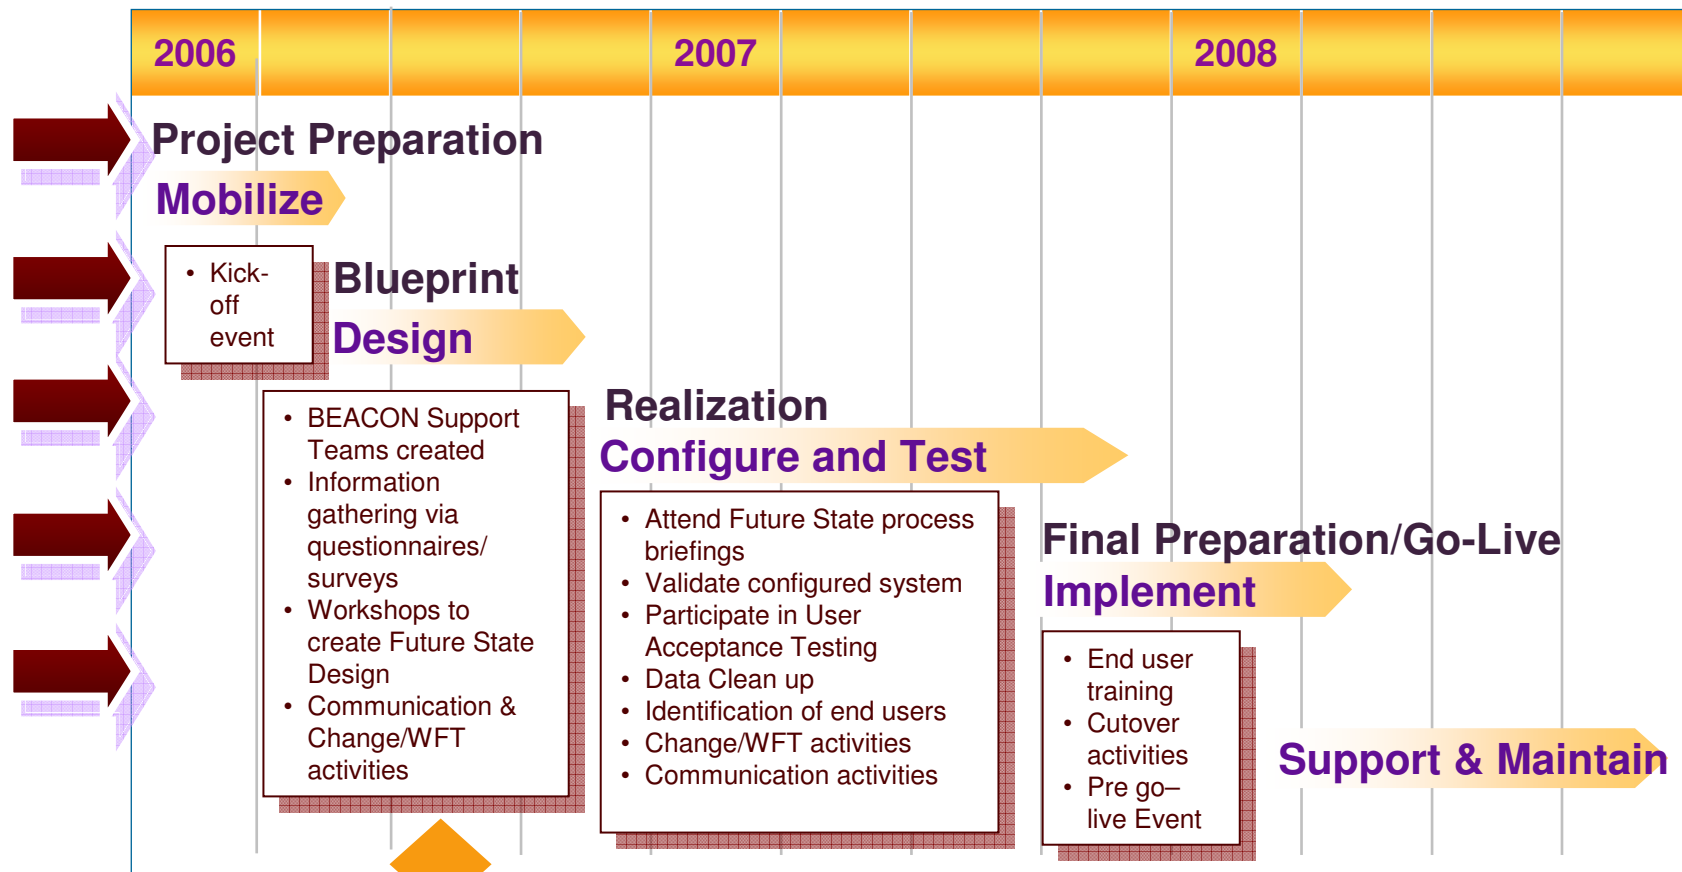 2006
2007
2008
Project Preparation
Mobilize
• Kick-
off
event
Blueprint
Design
• BEACON Support
Teams created
• Information
gathering via
questionnaires/
surveys
• Workshops to
create Future State
Design
• Communication &
Change/WFT
activities
Realization
Configure and Test
• Attend Future State process
briefings
• Validate configured system
• Participate in User
Acceptance Testing
• Data Clean up
• Identification of end users
• Change/WFT activities
• Communication activities
Final Preparation/Go-Live
Implement
• End user
training
• Cutover
activities
• Pre go–
live Event
Support & Maintain